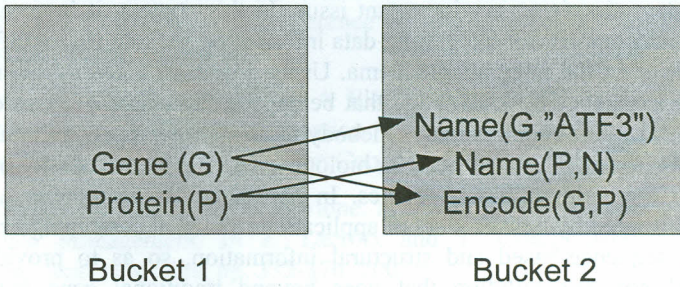 Name(G,"ATF3")
Gene (G) Name(P,N)
Protein(P) Encode(G,P)
Bucket 1 Bucket 2